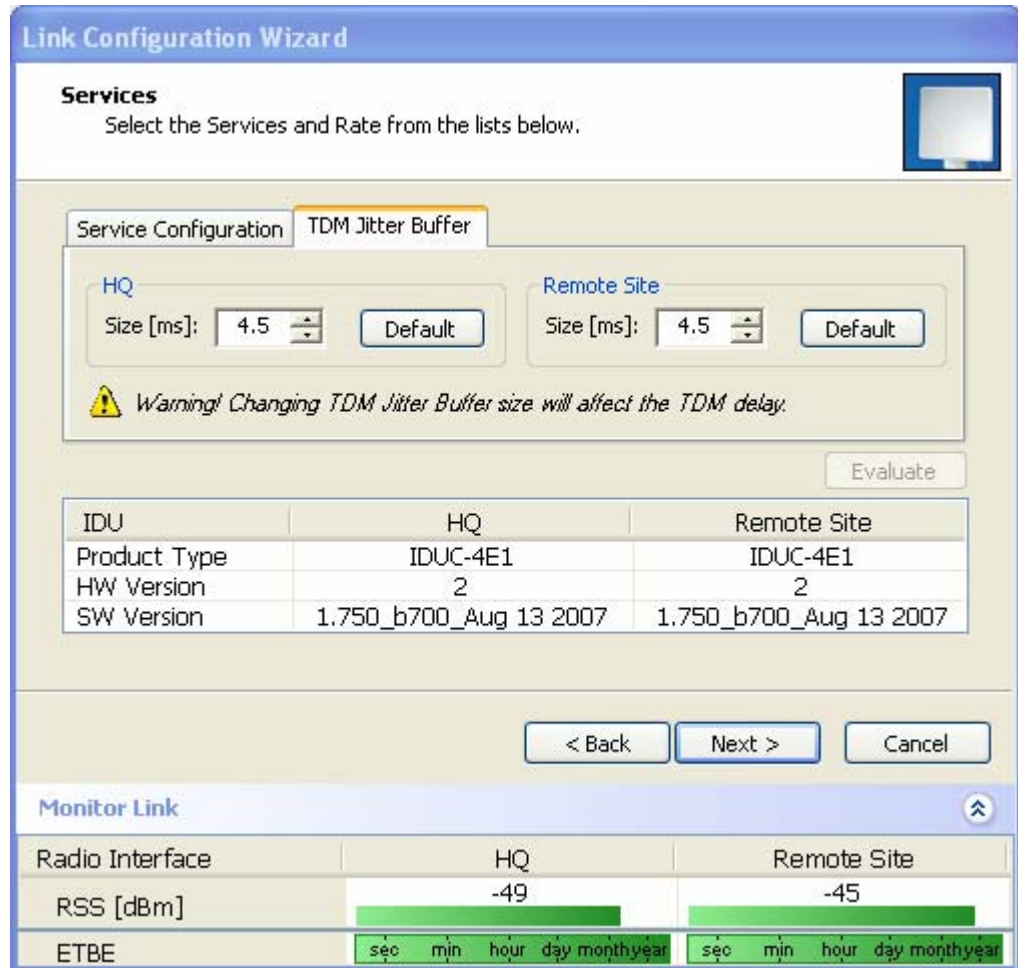 Link Configuration Wizard
Services
Select the Services and Rate from the lists below.
Service Configuration TDM Jitter Buffer
HQ Remote Site
Size [ms]: 4.5 Default Size [ms]: 4.5 Default
Warning! Changing TDM Jitter Buffer size will affect the TDM delay.
Evaluate
IDU HQ Remote Site
Product Type IDUC-4E1 IDUC-4E1
HW Version 2 2
SW Version 1.750_b700_Aug 13 2007 1.750_b700_Aug 13 2007
< Back Next > Cancel
Monitor Link
Radio Interface HQ Remote Site
RSS [dBm] -49 -45
ETBE sec min hour day month year sec min hour day month year